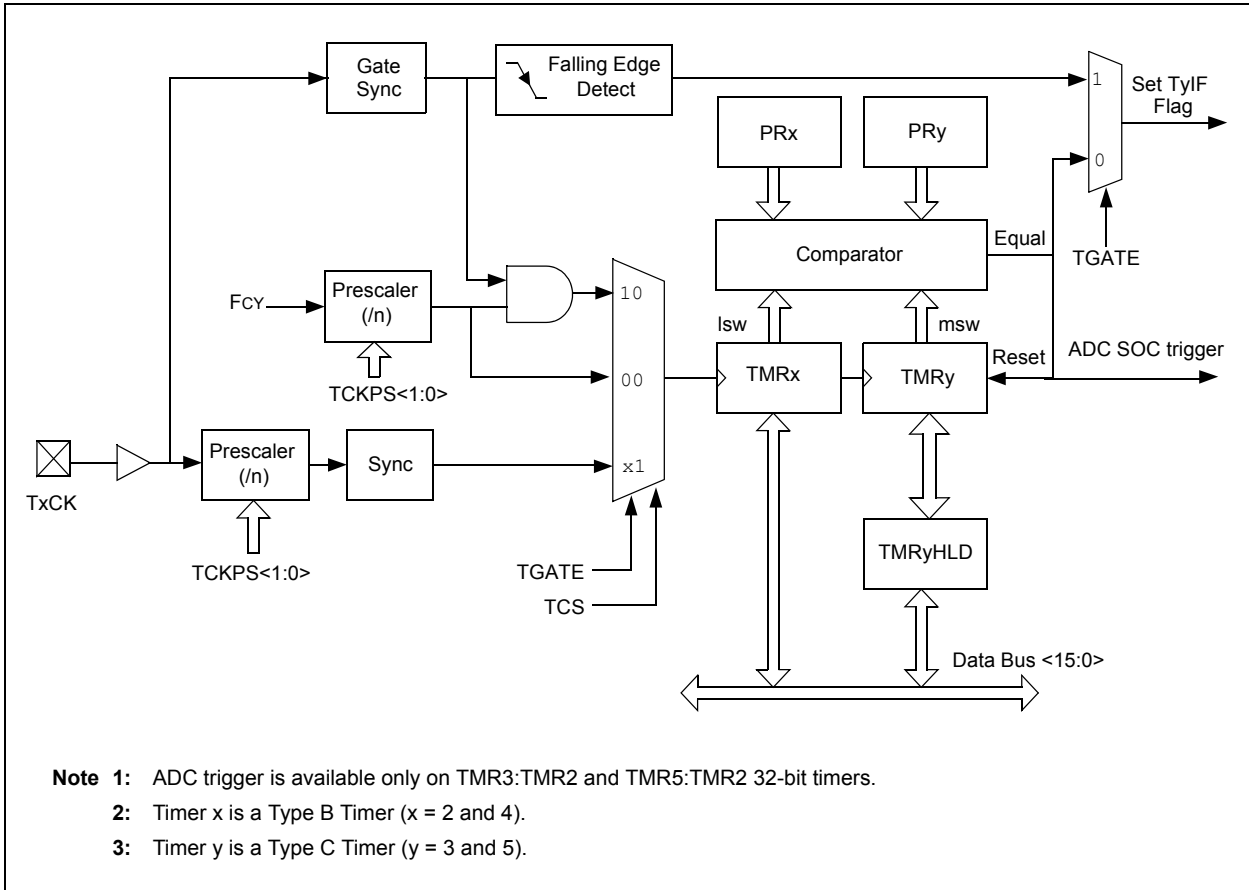 Gate
Sync
Falling Edge
Detect
1
Set TyIF
Flag
PRx
PRy
0
Comparator
Equal
TGATE
FCY
Prescaler
(/n)
10
lsw
msw
TCKPS<1:0>
00
TMRx
TMRy
Reset
ADC SOC trigger
TxCK
Prescaler
(/n)
Sync
x1
TCKPS<1:0>
TGATE
TCS
TMRyHLD
Data Bus <15:0>
Note 1: ADC trigger is available only on TMR3:TMR2 and TMR5:TMR2 32-bit timers.
2: Timer x is a Type B Timer (x = 2 and 4).
3: Timer y is a Type C Timer (y = 3 and 5).